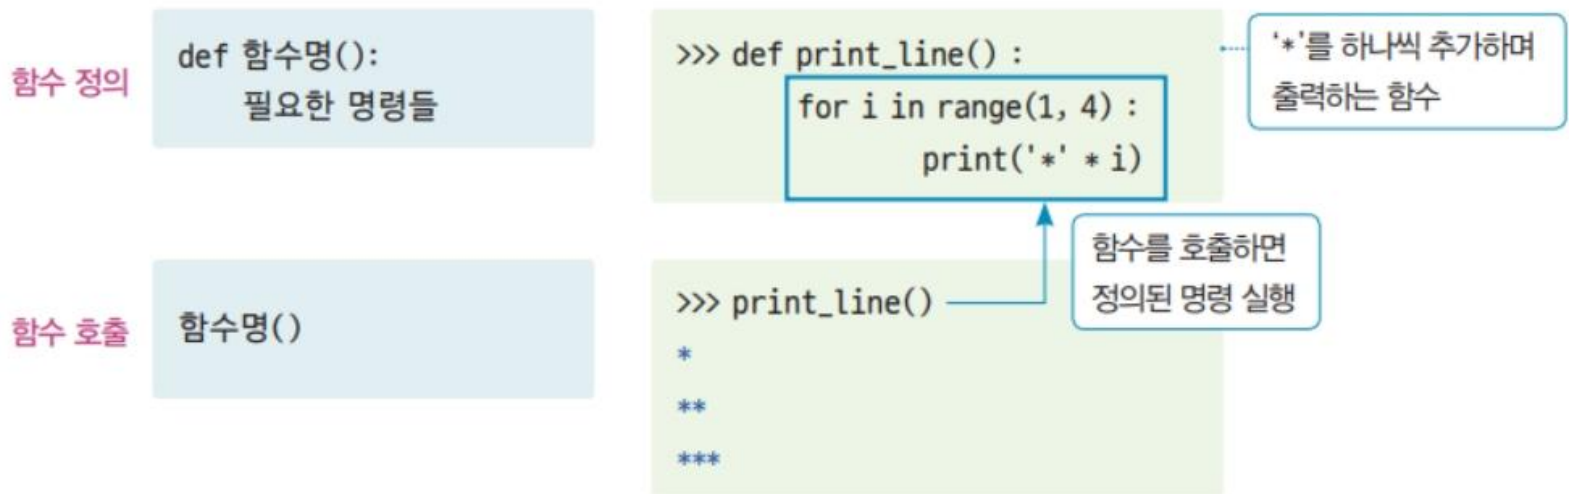 함수 정의
def 함수명():
필요한 명령들
>>> def print_line() :
for i in range(1, 4) :
print('*' * i)
'*'를 하나씩 추가하며
출력하는 함수
함수 호출
함수명()
>>> print_line()
*
**
***
함수를 호출하면
정의된 명령 실행